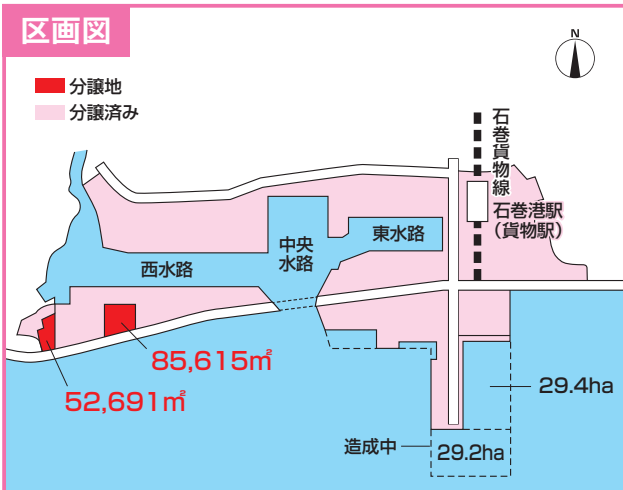 区画図
N
分譲地
分譲済み
石巻貨物線
石巻港駅
（貨物駅）
中央
水路
東水路
西水路
85,615㎡
52,691㎡
29.4ha
造成中
29.2ha